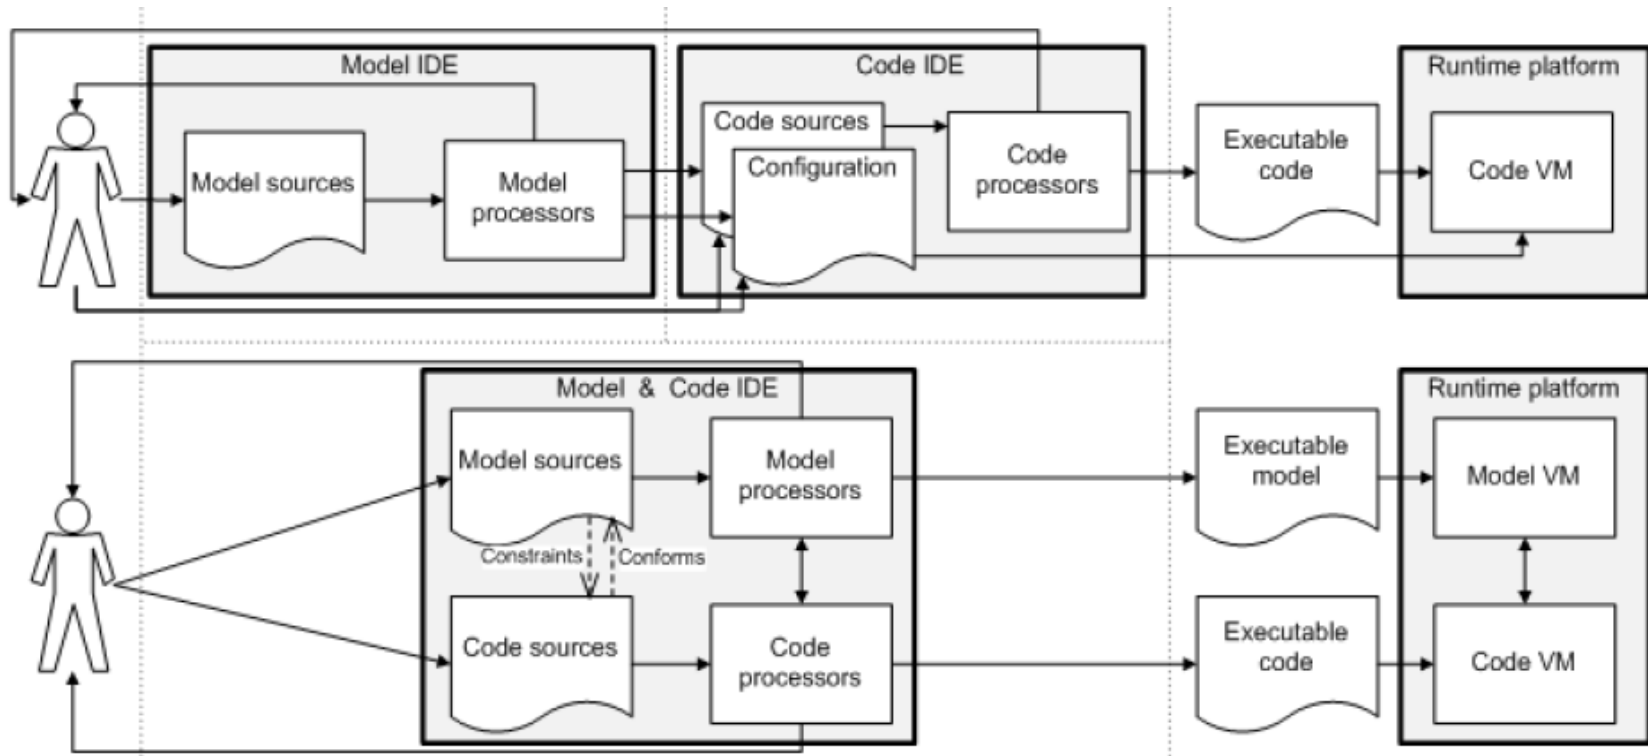 Model IDE
Code IDE
Runtime platform
Model sources
Model
processors
Code sources
Configuration
Code
processors
Executable
code
Code VM
Model & Code IDE
Runtime platform
Model sources
Model
processors
Executable
model
Model VM
Constraints
Conforms
Code sources
Code
processors
Executable
code
Code VM